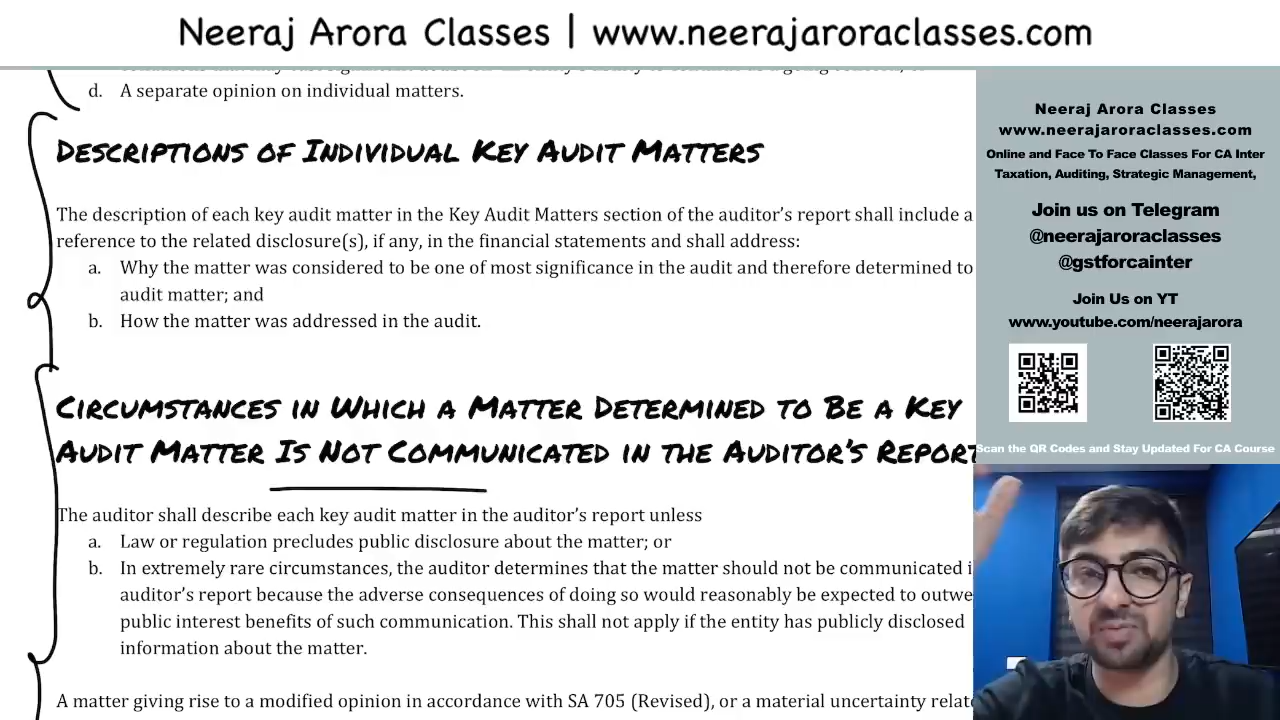 Neeraj Arora Classes | www.neerajaroraclasses.com
d. A separate opinion on individual matters.
Descriptions of Individual Key Audit Matters
The description of each key audit matter in the Key Audit Matters section of the auditor's report shall include a
reference to the related disclosure(s), if any, in the financial statements and shall address:
a. Why the matter was considered to be one of most significance in the audit and therefore determined to
audit matter; and
b. How the matter was addressed in the audit.
Circumstances in Which a Matter Determined to Be a Key
Audit Matter Is Not Communicated in the Auditor's Report
The auditor shall describe each key audit matter in the auditor's report unless
a. Law or regulation precludes public disclosure about the matter; or
b. In extremely rare circumstances, the auditor determines that the matter should not be communicated
auditor's report because the adverse consequences of doing so would reasonably be expected to
public interest benefits of such communication. This shall not apply if the entity has publicly disclosed
information about the matter.
A matter giving rise to a modified opinion in accordance with SA 705 (Revised), or a material uncertainty
Neeraj Arora Classes
www.neerajaroraclasses.com
Online and Face To Face Classes For CA Inter
Taxation, Auditing, Strategic Management,
Join us on Telegram
@neerajaroraclasses
@gstforcainter
Join Us on YT
www.youtube.com/neerajarora
Scan the QR Codes and Stay Updated For CA Course